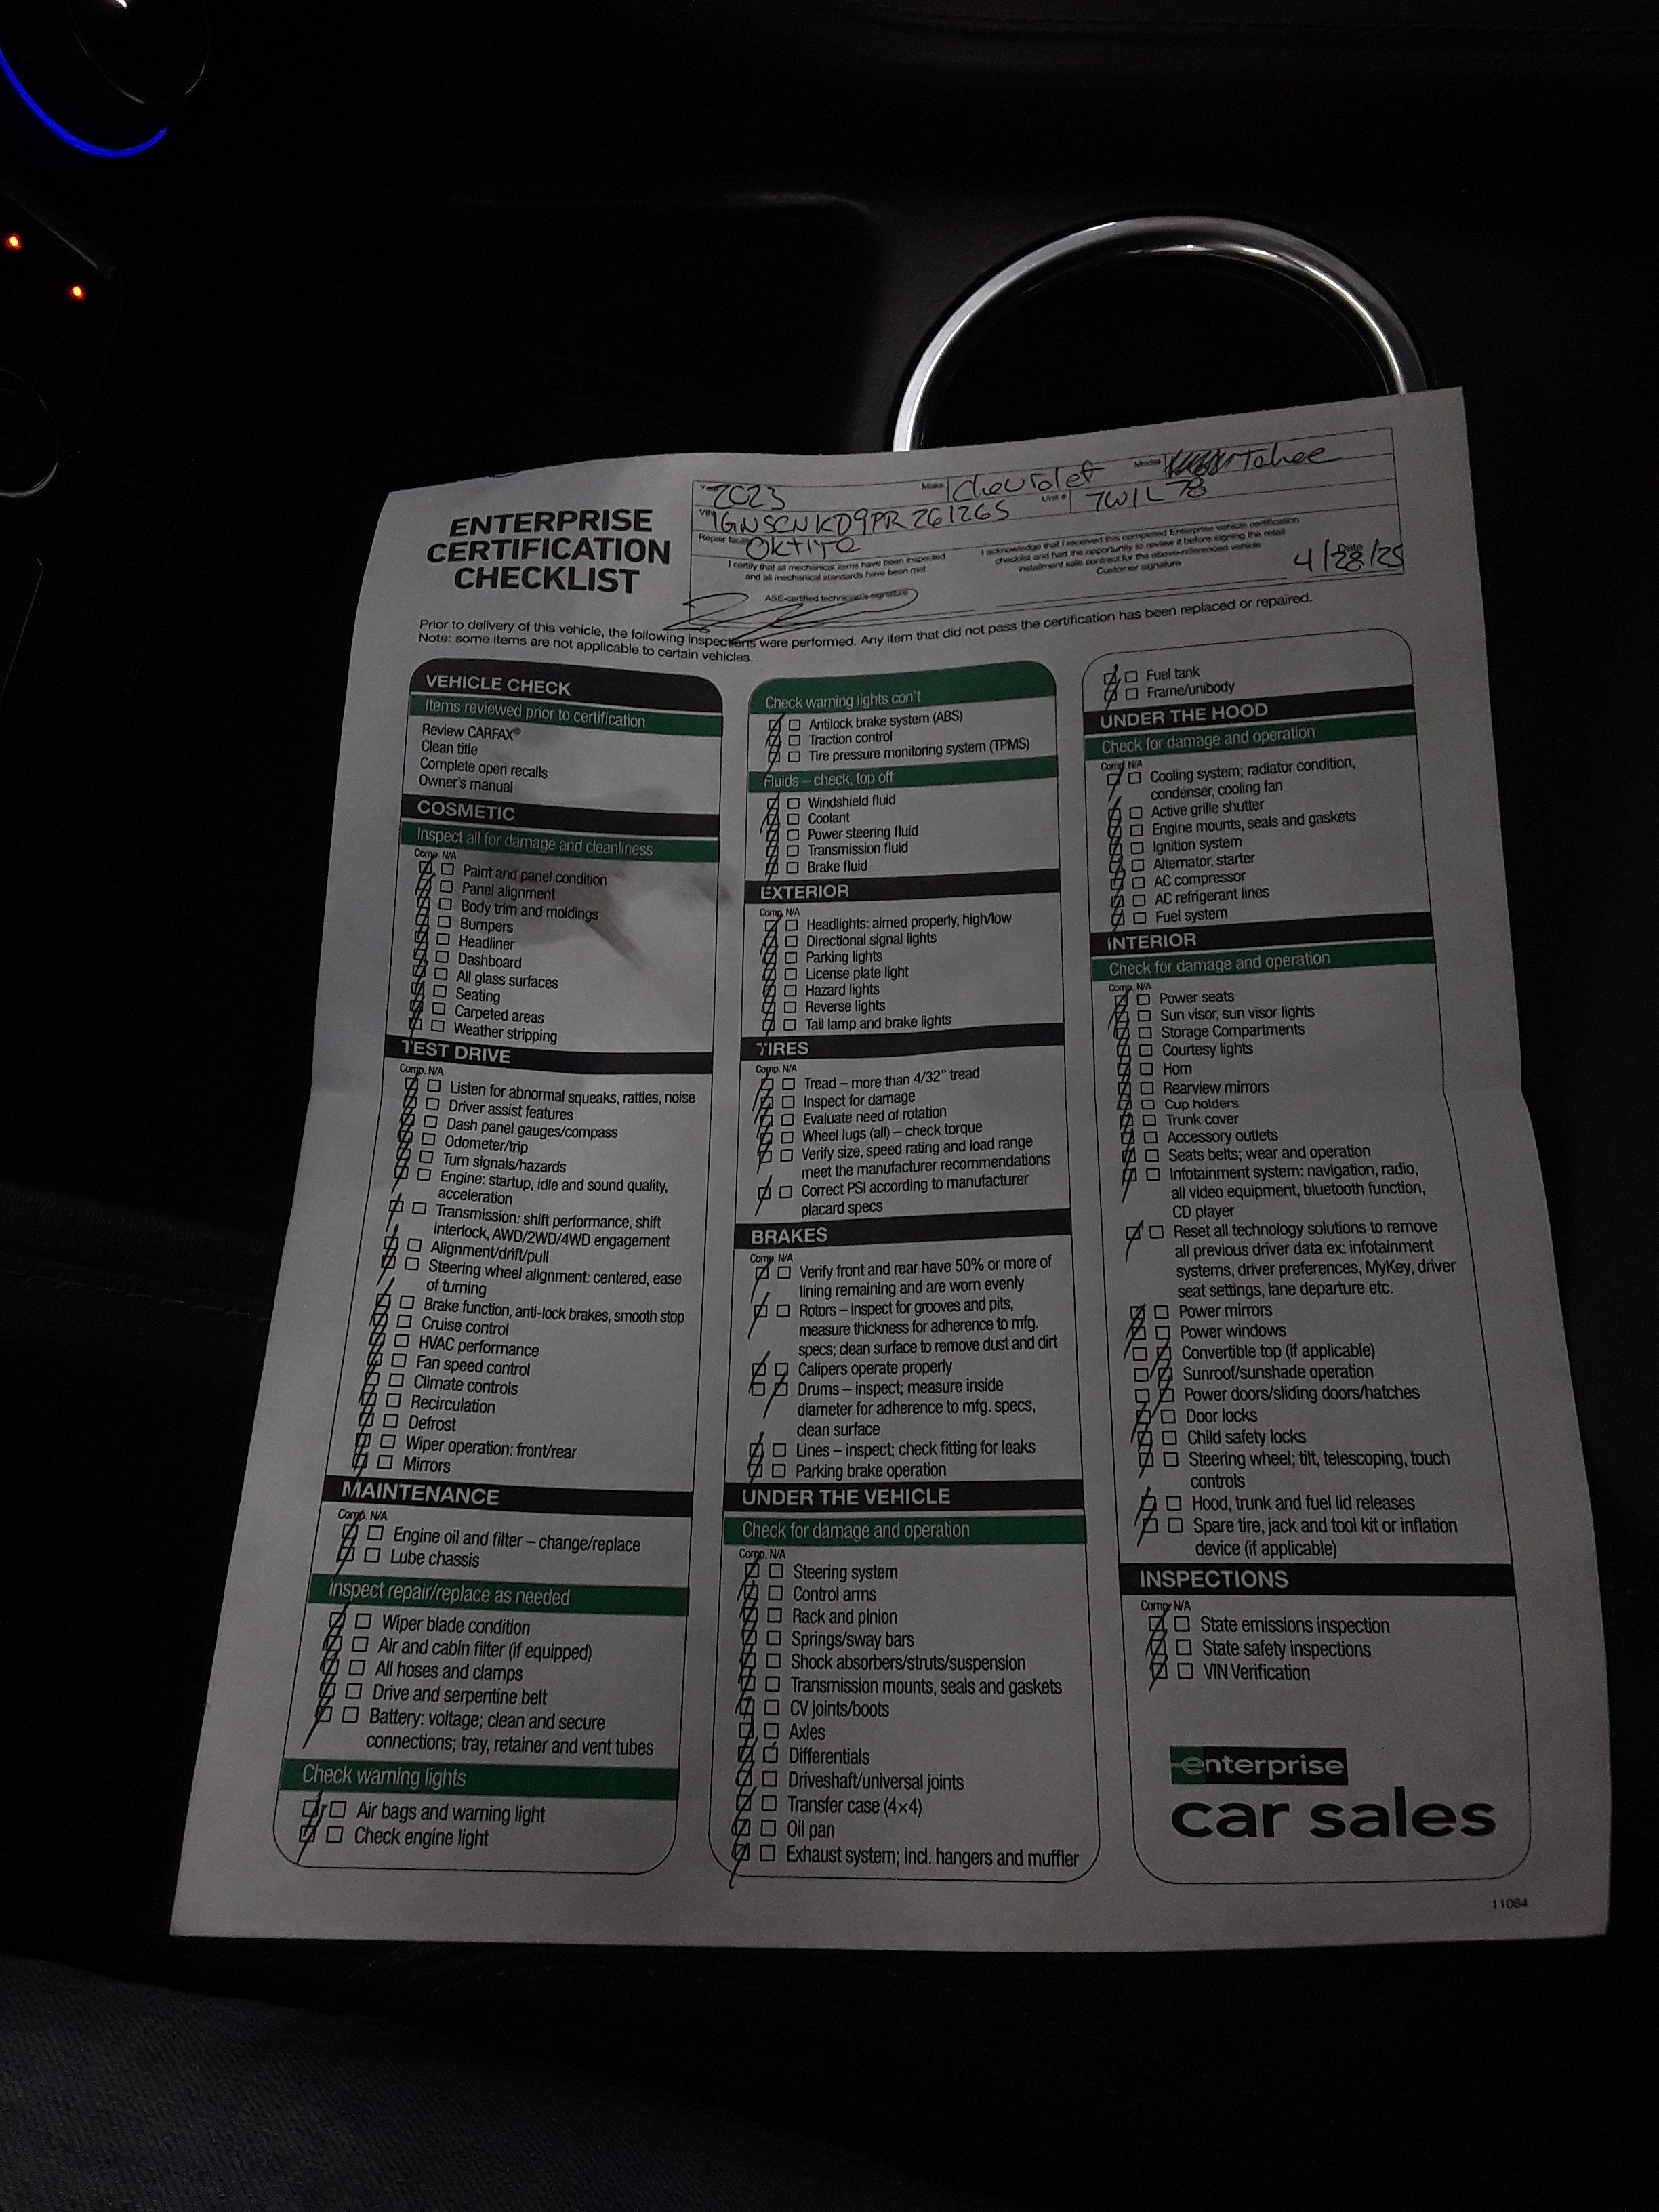 ENTERPRISE
CERTIFICATION
CHECKLIST
2023
Make Chevrolet
Model Tahoe
VIN 1GNSCNKD9PR261265
Unit # 7W1L78
Repair facility
I certify that all mechanical items have been inspected
and all mechanical standards have been met
ASE-certified technician's signature
I acknowledge that I received this completed Enterprise vehicle certification
checklist and had the opportunity to review it before signing the retail
installment sale contract for the above-referenced vehicle
Customer signature
Date
4/28/25
Prior to delivery of this vehicle, the following inspections were performed. Any item that did not pass the certification has been replaced or repaired.
Note: some items are not applicable to certain vehicles.
VEHICLE CHECK
Items reviewed prior to certification
Review CARFAX®
Clean title
Complete open recalls
Owner's manual
COSMETIC
Inspect all for damage and cleanliness
Comp. N/A
Paint and panel condition
Panel alignment
Body trim and moldings
Bumpers
Headliner
Dashboard
All glass surfaces
Seating
Carpeted areas
Weather stripping
TEST DRIVE
Comp. N/A
Listen for abnormal squeaks, rattles, noise
Driver assist features
Dash panel gauges/compass
Odometer/trip
Turn signals/hazards
Engine: startup, idle and sound quality,
acceleration
Transmission: shift performance, shift
interlock, AWD/2WD/4WD engagement
Alignment/drift/pull
Steering wheel alignment: centered, ease
of turning
Brake function, anti-lock brakes, smooth stop
Cruise control
HVAC performance
Fan speed control
Climate controls
Recirculation
Defrost
Wiper operation: front/rear
Mirrors
MAINTENANCE
Comp. N/A
Engine oil and filter – change/replace
Lube chassis
Inspect repair/replace as needed
Wiper blade condition
Air and cabin filter (if equipped)
All hoses and clamps
Drive and serpentine belt
Battery: voltage; clean and secure
connections; tray, retainer and vent tubes
Check warning lights
Air bags and warning light
Check engine light
Check warning lights con't
Antilock brake system (ABS)
Traction control
Tire pressure monitoring system (TPMS)
Fluids – check, top off
Windshield fluid
Coolant
Power steering fluid
Transmission fluid
Brake fluid
EXTERIOR
Comp. N/A
Headlights: aimed properly, high/low
Directional signal lights
Parking lights
License plate light
Hazard lights
Reverse lights
Tail lamp and brake lights
TIRES
Comp. N/A
Tread – more than 4/32" tread
Inspect for damage
Evaluate need of rotation
Wheel lugs (all) – check torque
Verify size, speed rating and load range
meet the manufacturer recommendations
Correct PSI according to manufacturer
placard specs
BRAKES
Comp. N/A
Verify front and rear have 50% or more of
lining remaining and are worn evenly
Rotors – inspect for grooves and pits,
measure thickness for adherence to mfg.
specs; clean surface to remove dust and dirt
Calipers operate properly
Drums – inspect; measure inside
diameter for adherence to mfg. specs,
clean surface
Lines – inspect; check fitting for leaks
Parking brake operation
UNDER THE VEHICLE
Check for damage and operation
Comp. N/A
Steering system
Control arms
Rack and pinion
Springs/sway bars
Shock absorbers/struts/suspension
Transmission mounts, seals and gaskets
CV joints/boots
Axles
Differentials
Driveshaft/universal joints
Transfer case (4×4)
Oil pan
Exhaust system; incl. hangers and muffler
Fuel tank
Frame/unibody
UNDER THE HOOD
Check for damage and operation
Comp. N/A
Cooling system; radiator condition,
condenser, cooling fan
Active grille shutter
Engine mounts, seals and gaskets
Ignition system
Alternator, starter
AC compressor
AC refrigerant lines
Fuel system
INTERIOR
Check for damage and operation
Comp. N/A
Power seats
Sun visor, sun visor lights
Storage Compartments
Courtesy lights
Horn
Rearview mirrors
Cup holders
Trunk cover
Accessory outlets
Seats belts; wear and operation
Infotainment system: navigation, radio,
all video equipment, bluetooth function,
CD player
Reset all technology solutions to remove
all previous driver data ex: infotainment
systems, driver preferences, MyKey, driver
seat settings, lane departure etc.
Power mirrors
Power windows
Convertible top (if applicable)
Sunroof/sunshade operation
Power doors/sliding doors/hatches
Door locks
Child safety locks
Steering wheel; tilt, telescoping, touch
controls
Hood, trunk and fuel lid releases
Spare tire, jack and tool kit or inflation
device (if applicable)
INSPECTIONS
Comp. N/A
State emissions inspection
State safety inspections
VIN Verification
enterprise
car sales
11064